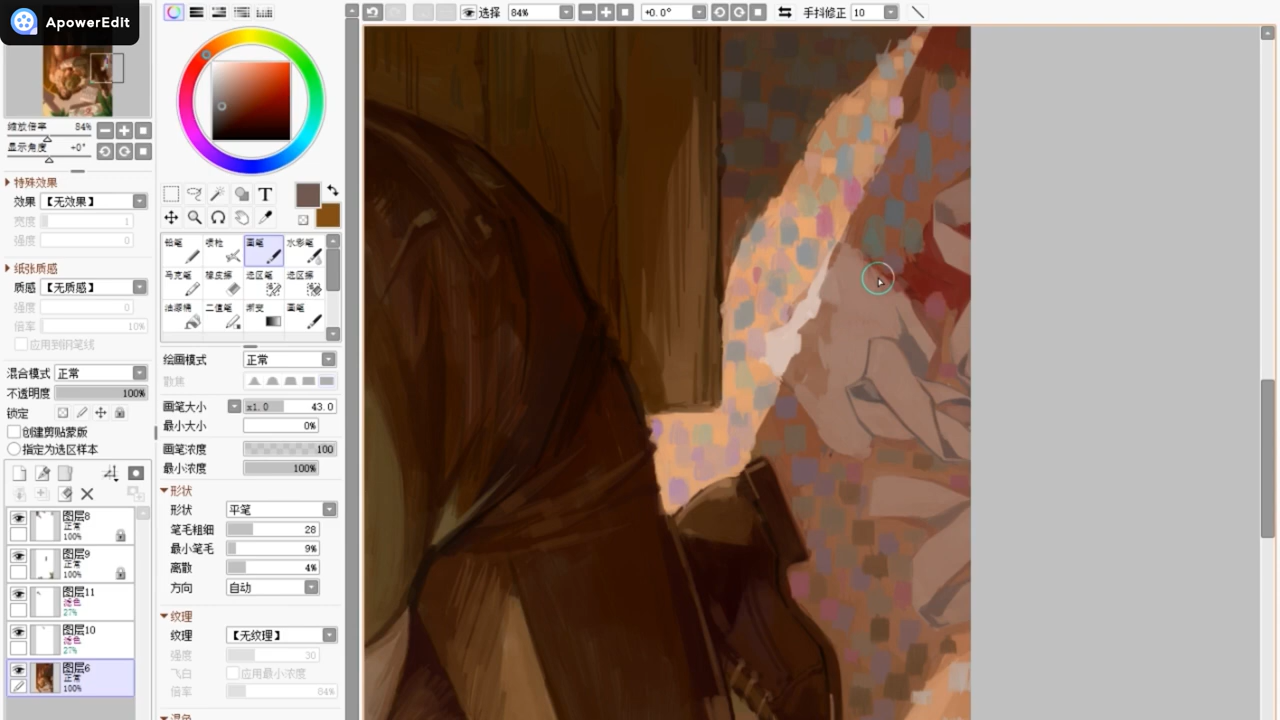 ApowerEdit
选择
84%
+0.0°
手抖修正
10
缩放倍率
84%
显示角度
+0°
特殊效果
效果
【无效果】
宽度
1
强度
0
纸张质感
质感
【无质感】
强度
0
倍率
10%
应用到钢笔线
混合模式
正常
不透明度
100%
锁定
创建剪贴蒙版
指定为选区样本
图层8
正常
100%
图层9
正常
100%
图层11
27%
图层10
27%
图层6
正常
100%
T
铅笔
喷枪
画笔
水彩笔
马克笔
橡皮擦
选区笔
选区擦
油漆桶
二值笔
渐变
画笔
绘画模式
正常
散焦
画笔大小
x1.0
43.0
最小大小
0%
画笔浓度
100
最小浓度
100%
形状
形状
平笔
笔毛粗细
28
最小笔毛
9%
离散
4%
方向
自动
纹理
纹理
【无纹理】
强度
30
飞白
应用最小浓度
倍率
84%
混色